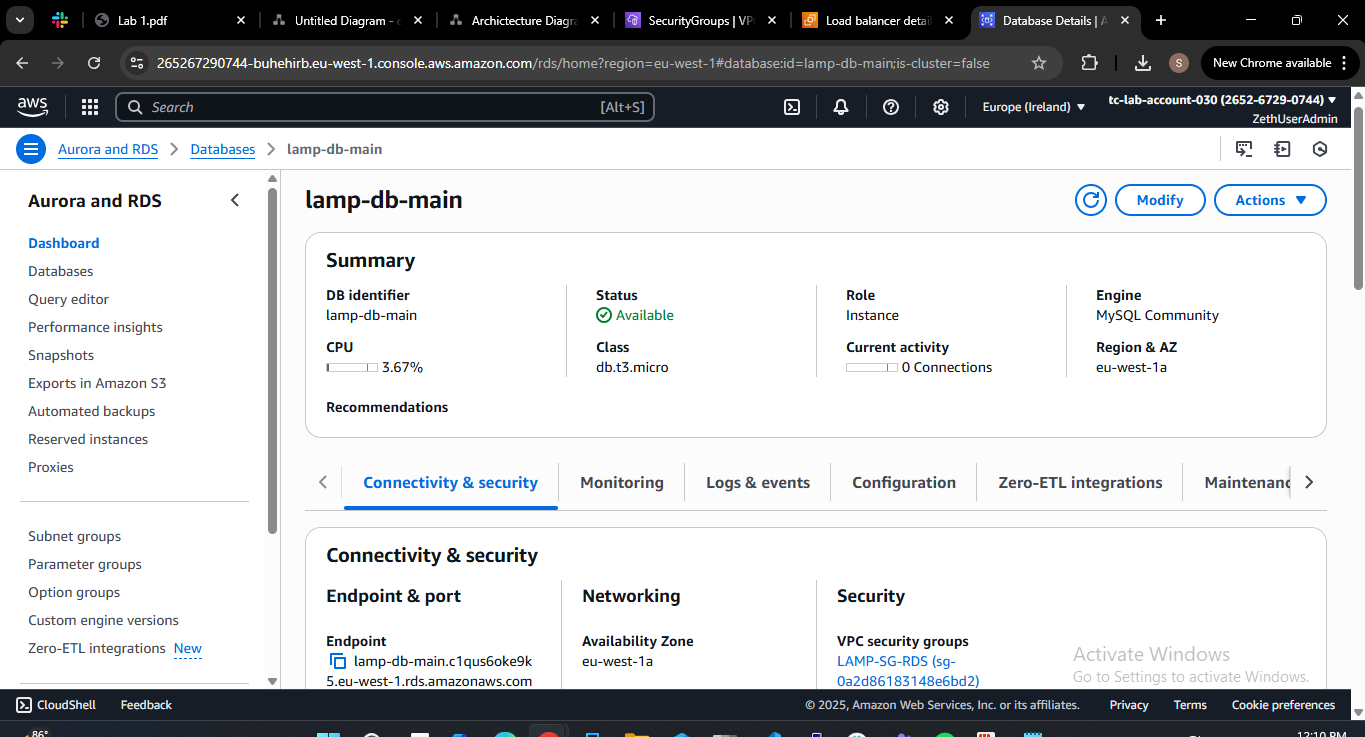 Lab 1.pdf
Untitled Diagram - 
Archictecture Diagra
SecurityGroups | VP
Load balancer detai
Database Details | A
265267290744-buhehirb.eu-west-1.console.aws.amazon.com/rds/home?region=eu-west-1#database:id=lamp-db-main;is-cluster=false
S
New Chrome available
aws
Search
[Alt+S]
Europe (Ireland)
tc-lab-account-030 (2652-6729-0744)
ZethUserAdmin
Aurora and RDS
Databases
lamp-db-main
Aurora and RDS
Dashboard
Databases
Query editor
Performance insights
Snapshots
Exports in Amazon S3
Automated backups
Reserved instances
Proxies
Subnet groups
Parameter groups
Option groups
Custom engine versions
Zero-ETL integrations New
lamp-db-main
Modify
Actions
Summary
DB identifier
lamp-db-main
Status
Available
Role
Instance
Engine
MySQL Community
CPU
3.67%
Class
db.t3.micro
Current activity
0 Connections
Region & AZ
eu-west-1a
Recommendations
Connectivity & security
Monitoring
Logs & events
Configuration
Zero-ETL integrations
Maintenanc
Connectivity & security
Endpoint & port
Endpoint
lamp-db-main.c1qus6oke9k
5.eu-west-1.rds.amazonaws.com
Networking
Availability Zone
eu-west-1a
Security
VPC security groups
LAMP-SG-RDS (sg-
0a2d86183148e6bd2)
Activate Windows
Go to Settings to activate Windows.
CloudShell
Feedback
© 2025, Amazon Web Services, Inc. or its affiliates.
Privacy
Terms
Cookie preferences
86°
12:10 PM